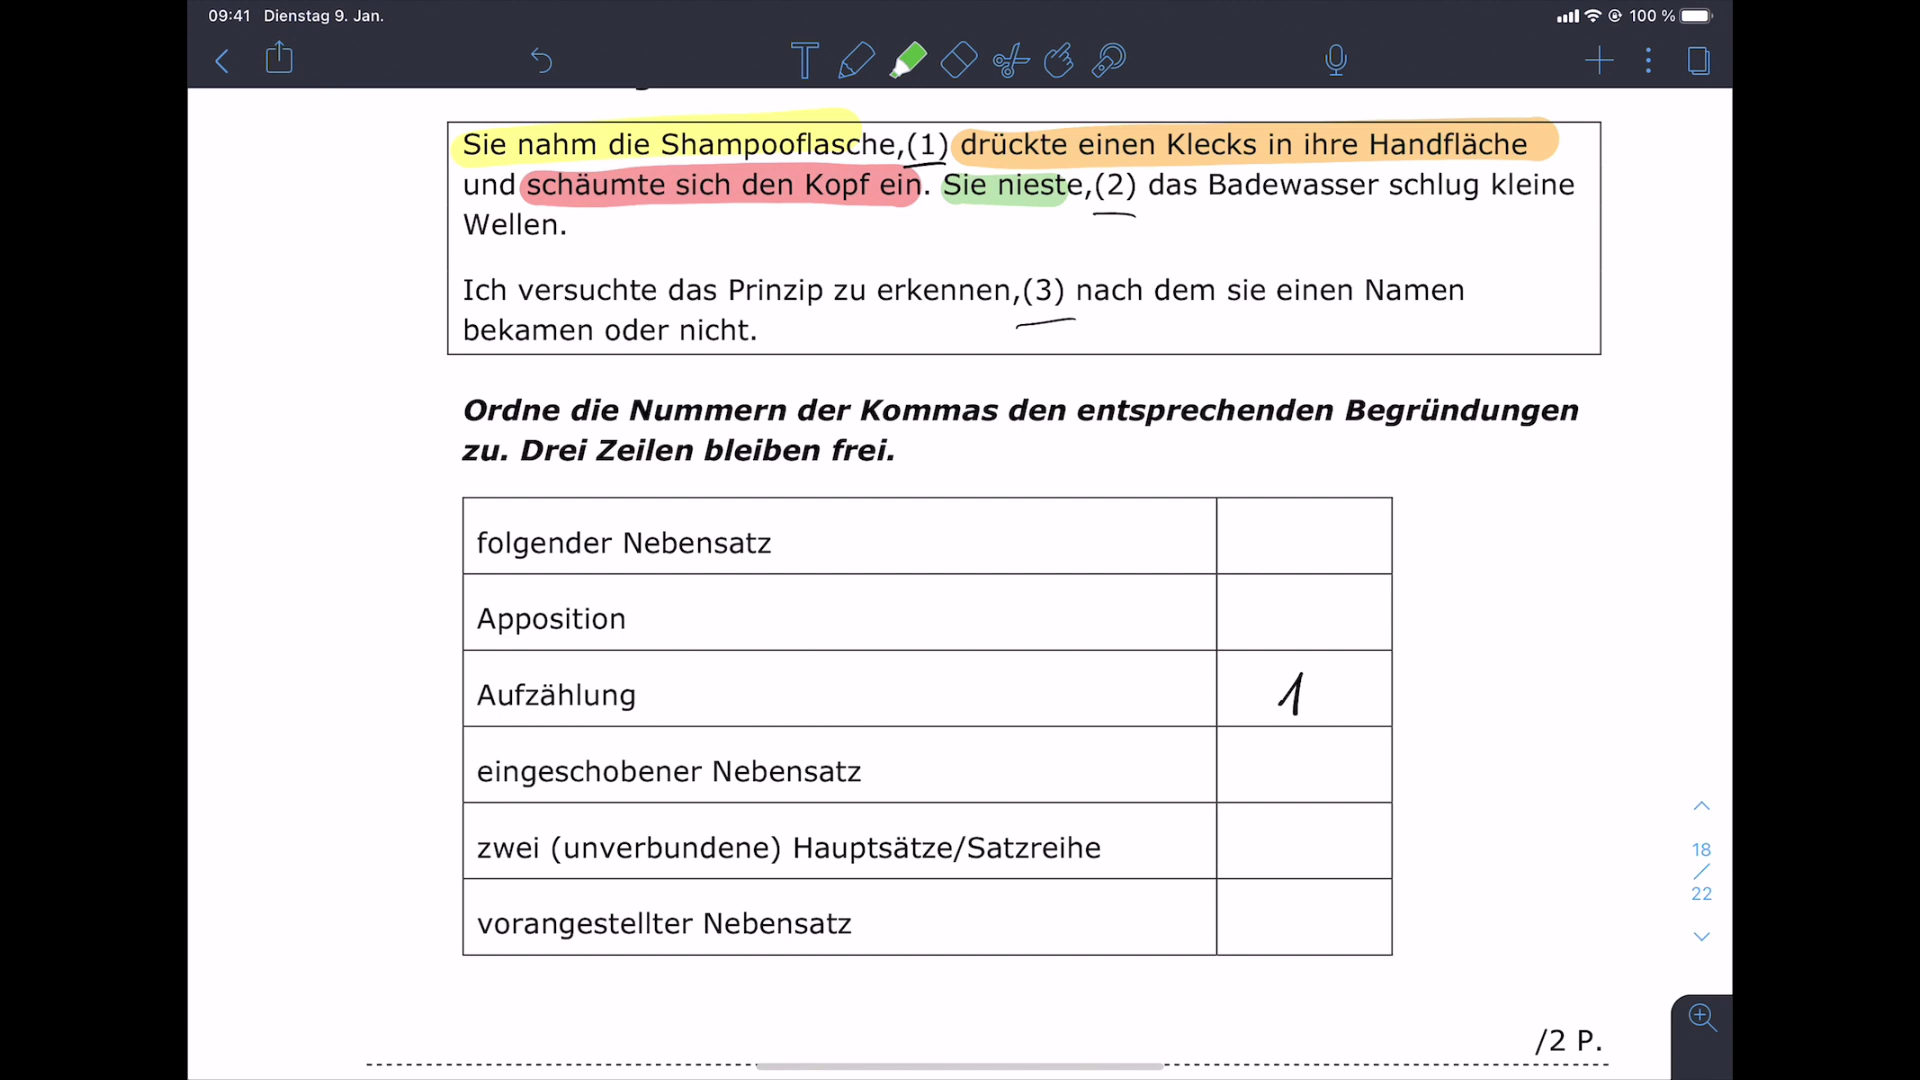 09:41 Dienstag 9. Jan.
100 %
Sie nahm die Shampooflasche,(1) drückte einen Klecks in ihre Handfläche
und schäumte sich den Kopf ein. Sie nieste,(2) das Badewasser schlug kleine
Wellen.
Ich versuchte das Prinzip zu erkennen,(3) nach dem sie einen Namen
bekamen oder nicht.
Ordne die Nummern der Kommas den entsprechenden Begründungen
zu. Drei Zeilen bleiben frei.
folgender Nebensatz
Apposition
Aufzählung 1
eingeschobener Nebensatz
zwei (unverbundene) Hauptsätze/Satzreihe
vorangestellter Nebensatz
18
/
22
/2 P.